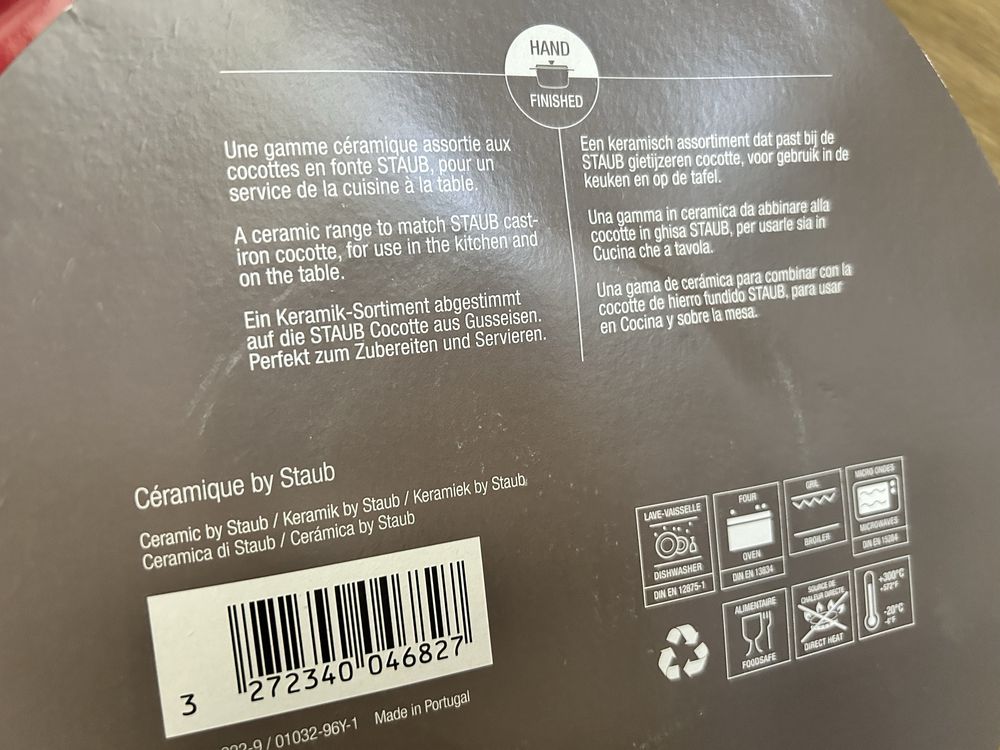 HAND
FINISHED
Une gamme céramique assortie aux
cocottes en fonte STAUB, pour un
service de la cuisine à la table.
A ceramic range to match STAUB cast-
iron cocotte, for use in the kitchen and
on the table.
Ein Keramik-Sortiment abgestimmt
auf die STAUB Cocotte aus Gusseisen.
Perfekt zum Zubereiten und Servieren.
Een keramisch assortiment dat past bij de
STAUB gietijzeren cocotte, voor gebruik in de
keuken en op de tafel.
Una gamma in ceramica da abbinare alla
cocotte in ghisa STAUB, per usarle sia in
Cucina che a tavola.
Una gama de cerámica para combinar con la
cocotte de hierro fundido STAUB, para usar
en Cocina y sobre la mesa.
Céramique by Staub
Ceramic by Staub / Keramik by Staub / Keramiek by Staub
Ceramica di Staub / Cerámica by Staub
3 272340 046827
/ 01032-96Y-1 Made in Portugal
LAVE-VAISSELLE
DISHWASHER
DIN EN 12875-1
FOUR
OVEN
DIN EN 13834
GRIL
BROILER
MICRO ONDES
MICROWAVES
DIN EN 15284
ALIMENTAIRE
FOODSAFE
SOURCE DE
CHALEUR DIRECTE
DIRECT HEAT
+300°C
+572°F
-20°C
-4°F